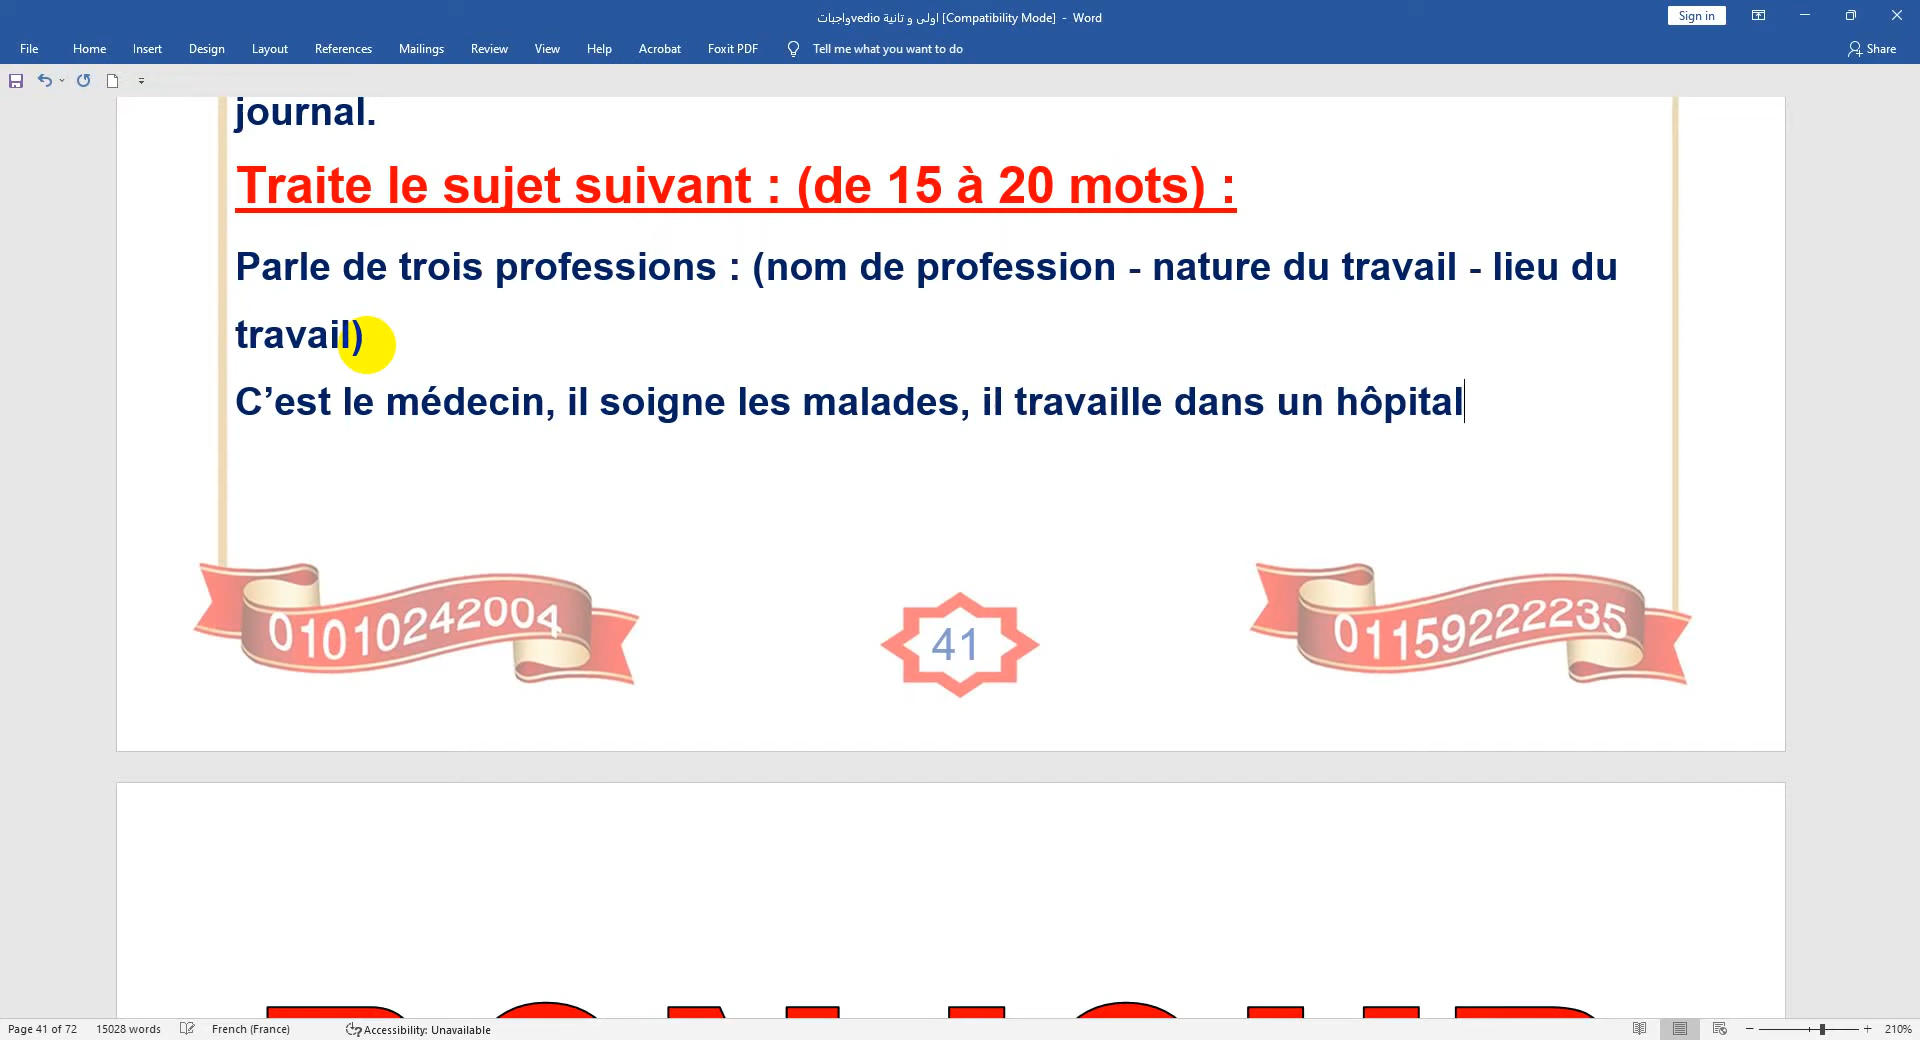 واجباتvedio اولى و تانية [Compatibility Mode] - Word
Sign in
File Home Insert Design Layout References Mailings Review View Help Acrobat Foxit PDF Tell me what you want to do Share
journal.
Traite le sujet suivant : (de 15 à 20 mots) :
Parle de trois professions : (nom de profession - nature du travail - lieu du
travail)
C’est le médecin, il soigne les malades, il travaille dans un hôpital
01010242004
41
01159222235
Page 41 of 72 15028 words French (France) Accessibility: Unavailable 210%